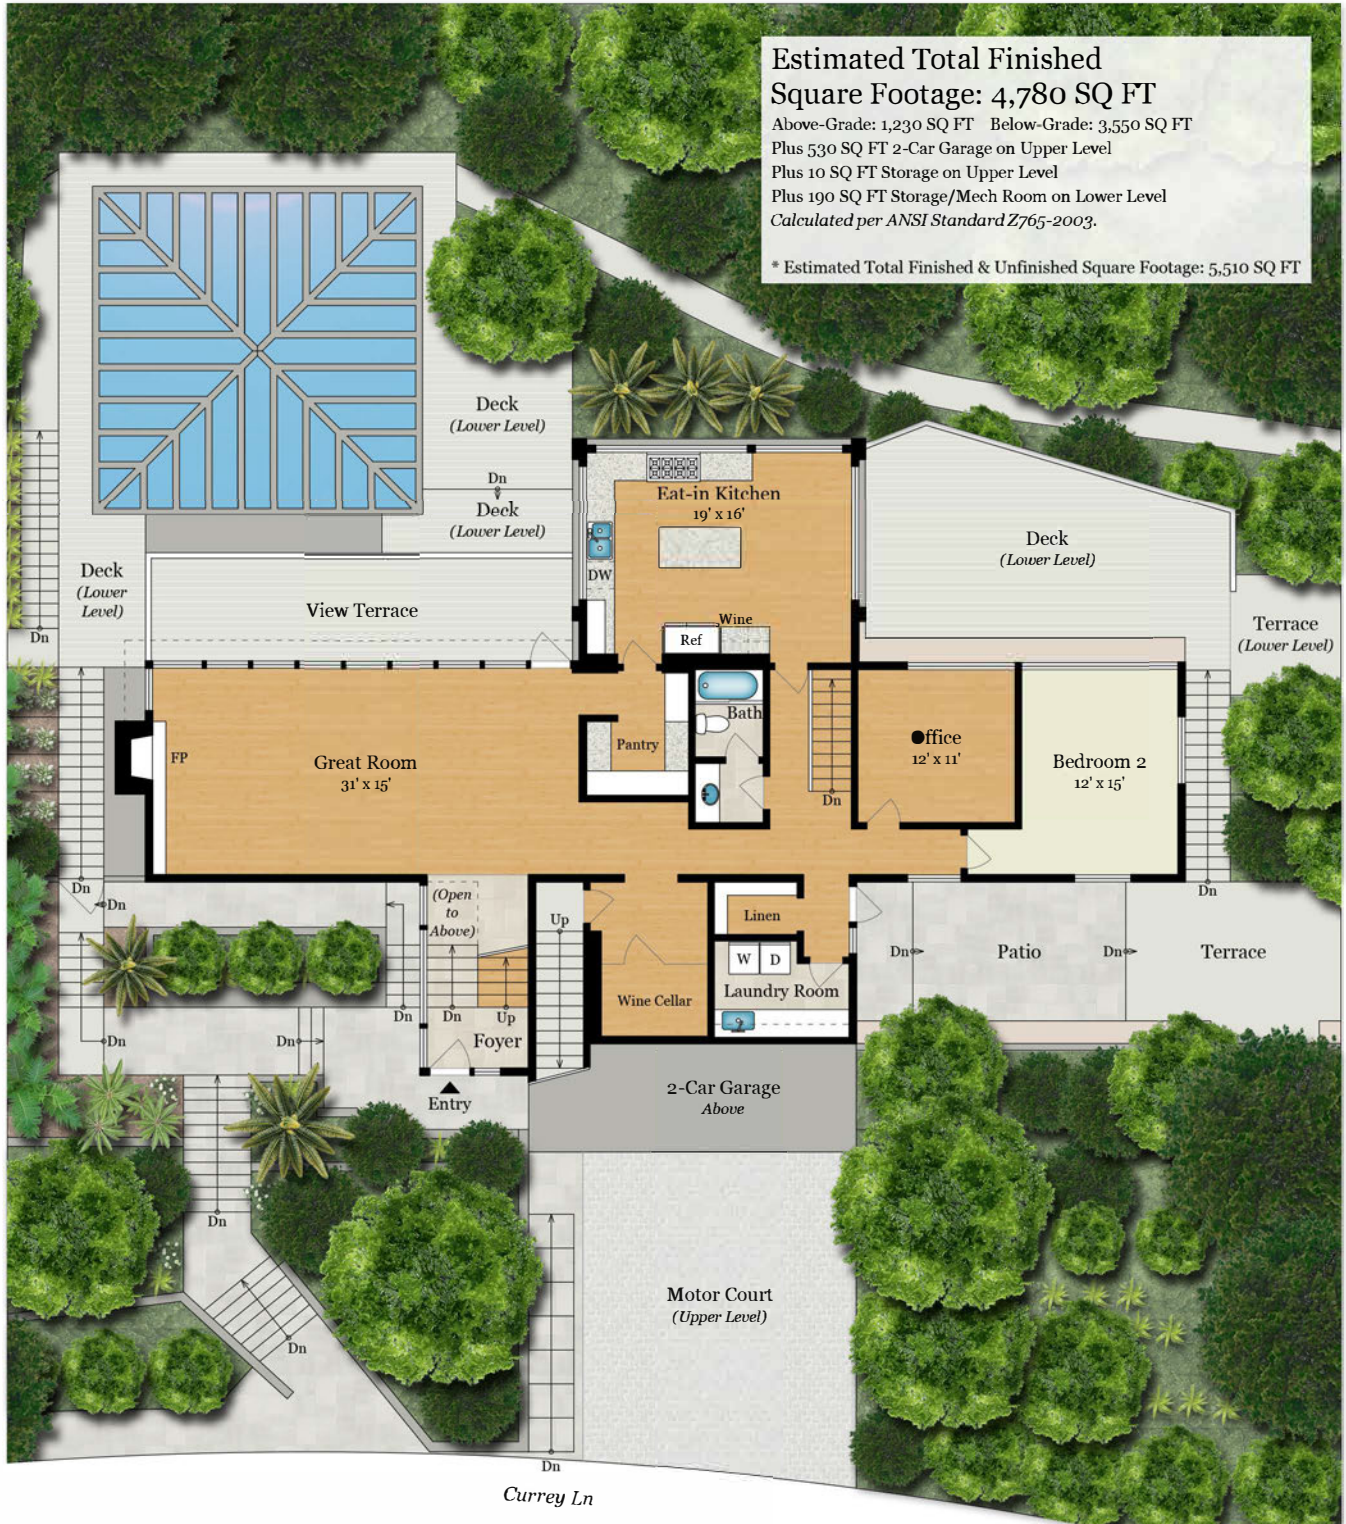 Estimated Total Finished
Square Footage: 4,780 SQ FT
Above-Grade: 1,230 SQ FT Below-Grade: 3,550 SQ FT
Plus 530 SQ FT 2-Car Garage on Upper Level
Plus 10 SQ FT Storage on Upper Level
Plus 190 SQ FT Storage/Mech Room on Lower Level
Calculated per ANSI Standard Z765-2003.
* Estimated Total Finished & Unfinished Square Footage: 5,510 SQ FT
Deck
(Lower Level)
Dn
Deck
(Lower Level)
Eat-in Kitchen
19' x 16'
DW
Wine
Ref
Deck
(Lower Level)
Deck
(Lower
Level)
Dn
View Terrace
Terrace
(Lower Level)
Bath
Pantry
FP
Great Room
31' x 15'
Dn
Office
12' x 11'
Bedroom 2
12' x 15'
Dn
Dn
Dn
(Open
to
Above)
Up
Linen
Dn
Patio
Dn
Terrace
W
D
Laundry Room
Wine Cellar
Dn
Dn
Up
Foyer
Dn
Dn
Entry
2-Car Garage
Above
Dn
Motor Court
(Upper Level)
Dn
Dn
Currey Ln